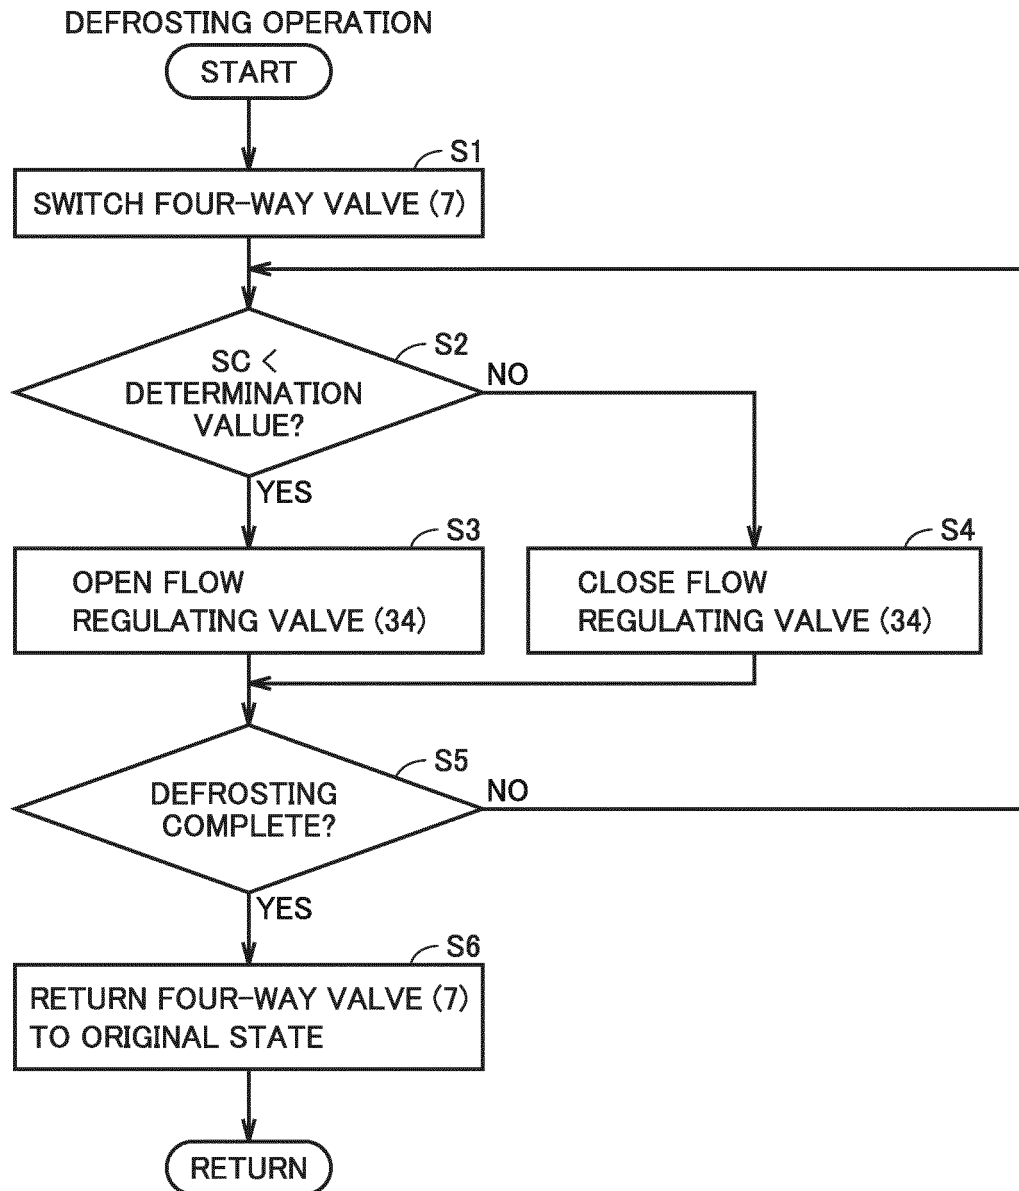 DEFROSTING OPERATION
START
S1
SWITCH FOUR-WAY VALVE (7)
S2
SC <
DETERMINATION
VALUE?
NO
YES
S3
OPEN FLOW
REGULATING VALVE (34)
S4
CLOSE FLOW
REGULATING VALVE (34)
S5
DEFROSTING
COMPLETE?
NO
YES
S6
RETURN FOUR-WAY VALVE (7)
TO ORIGINAL STATE
RETURN